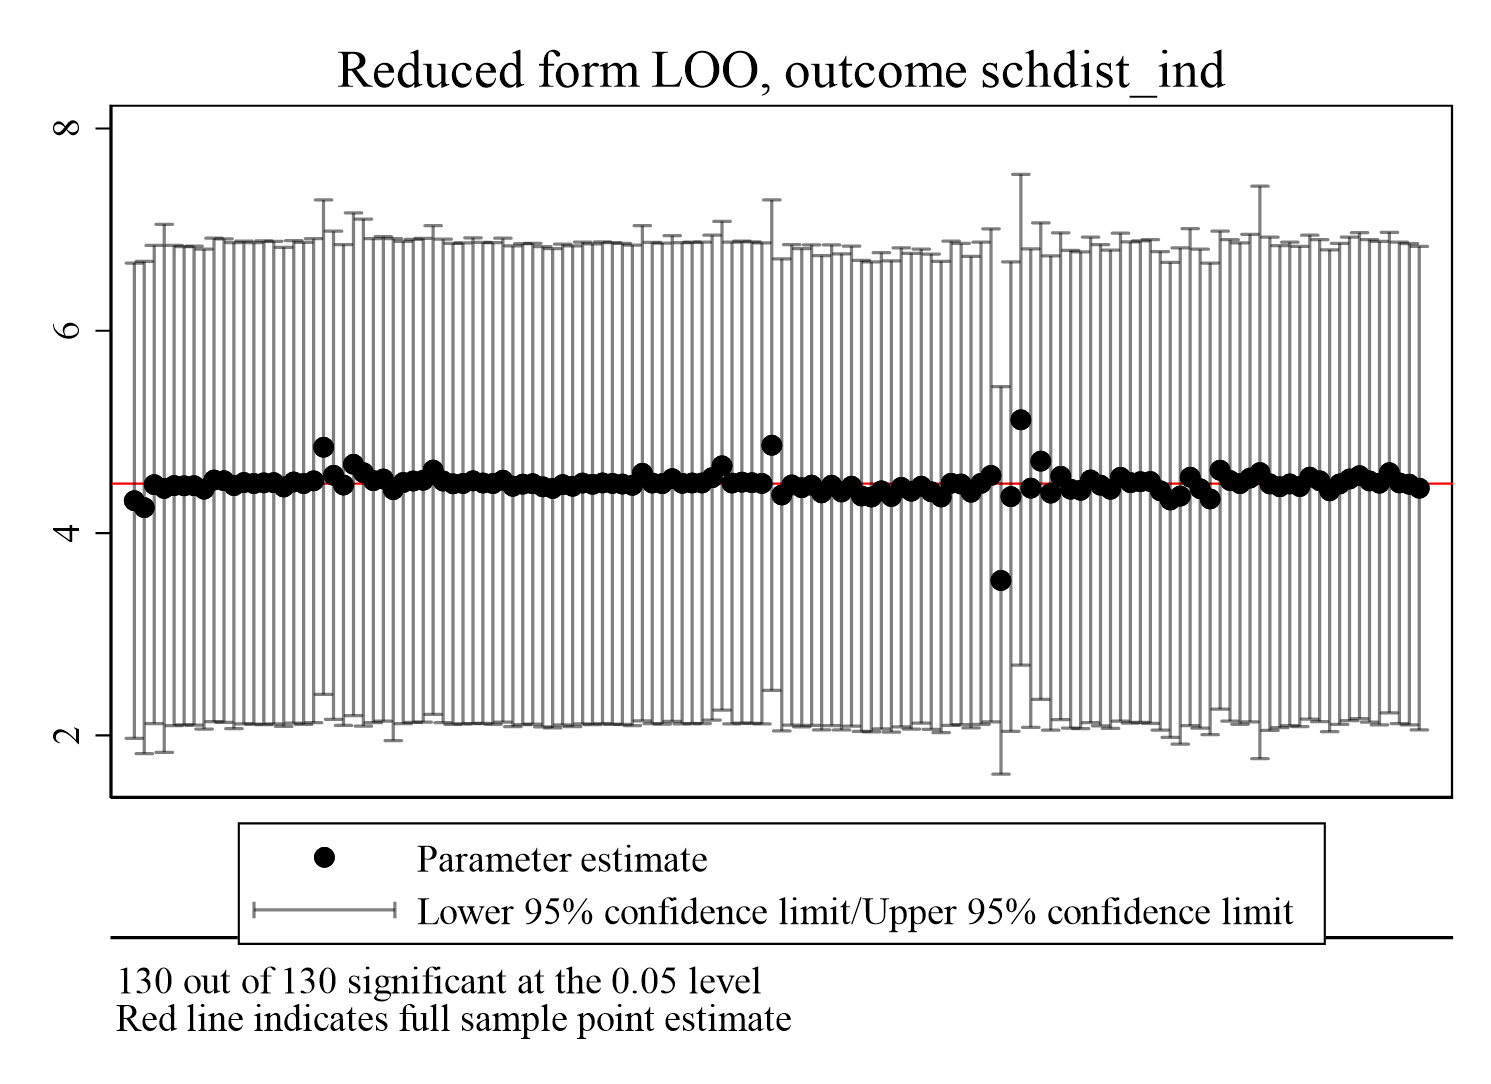 Reduced form LOO, outcome schdist_ind
8
6
4
2
Parameter estimate
Lower 95% confidence limit/Upper 95% confidence limit
130 out of 130 significant at the 0.05 level
Red line indicates full sample point estimate